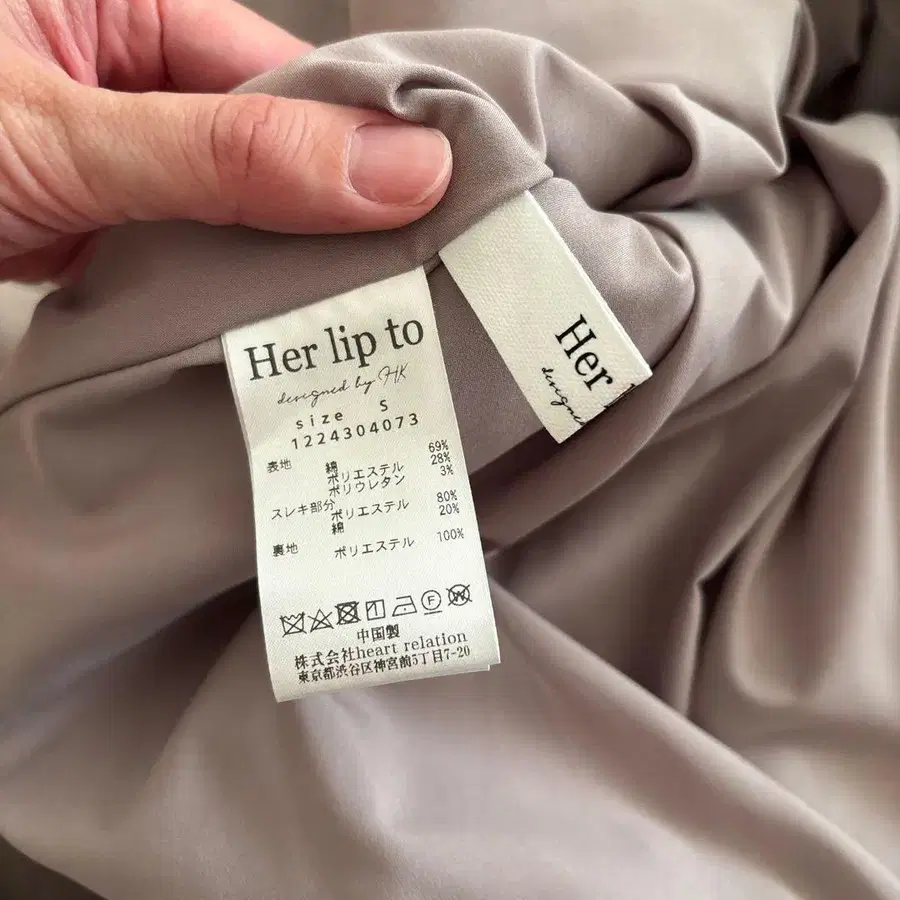 Her lip to
designed by HK
size S
1224304073
表地 綿 69%
ポリエステル 28%
ポリウレタン 3%
スレキ部分 ポリエステル 80%
綿 20%
裏地 ポリエステル 100%
中国製
株式会社heart relation
東京都渋谷区神宮前5丁目7-20
Her
designe